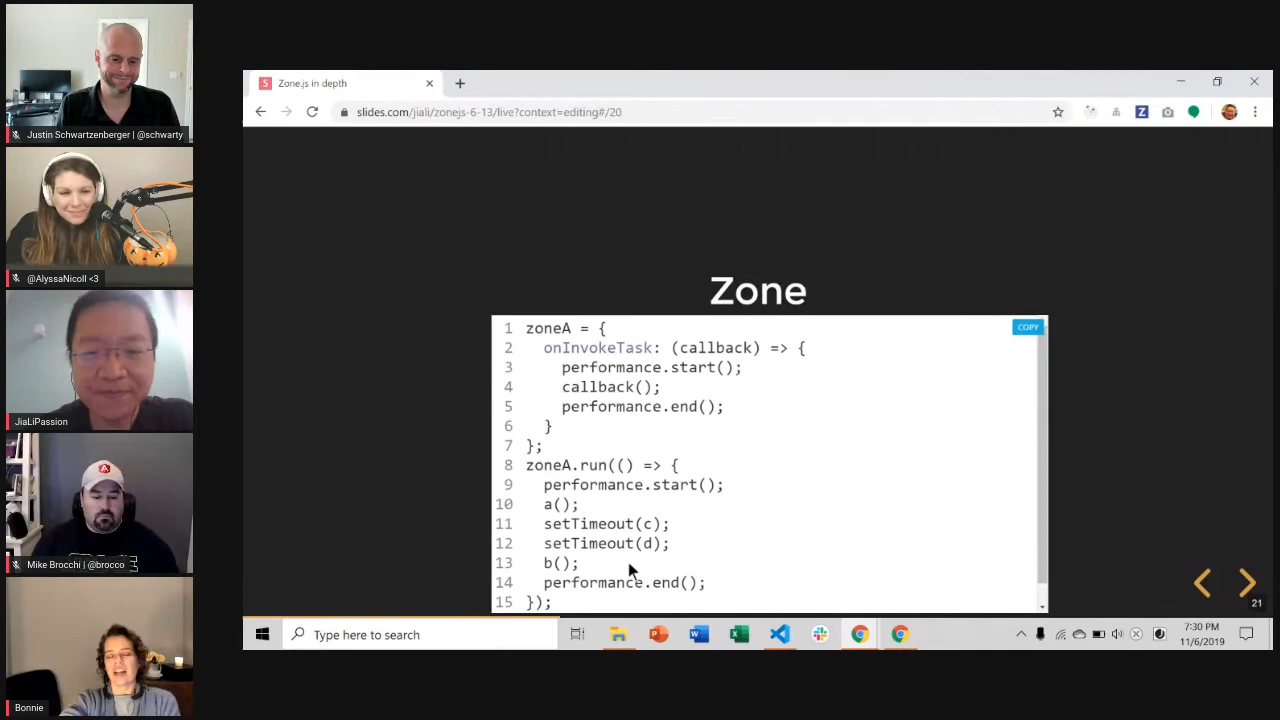 Justin Schwartzenberger | @schwarty
@AlyssaNicoll <3
JiaLiPassion
Mike Brocchi | @brocco
Bonnie
Zone.js in depth
slides.com/jiali/zonejs-6-13/live?context=editing#/20
Zone
COPY
1 zoneA = {
2 onInvokeTask: (callback) => {
3 performance.start();
4 callback();
5 performance.end();
6 }
7 };
8 zoneA.run(() => {
9 performance.start();
10 a();
11 setTimeout(c);
12 setTimeout(d);
13 b();
14 performance.end();
15 });
21
Type here to search
7:30 PM
11/6/2019